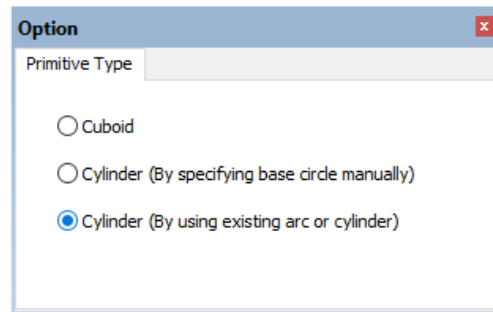 Option
Primitive Type
Cuboid
Cylinder (By specifying base circle manually)
Cylinder (By using existing arc or cylinder)